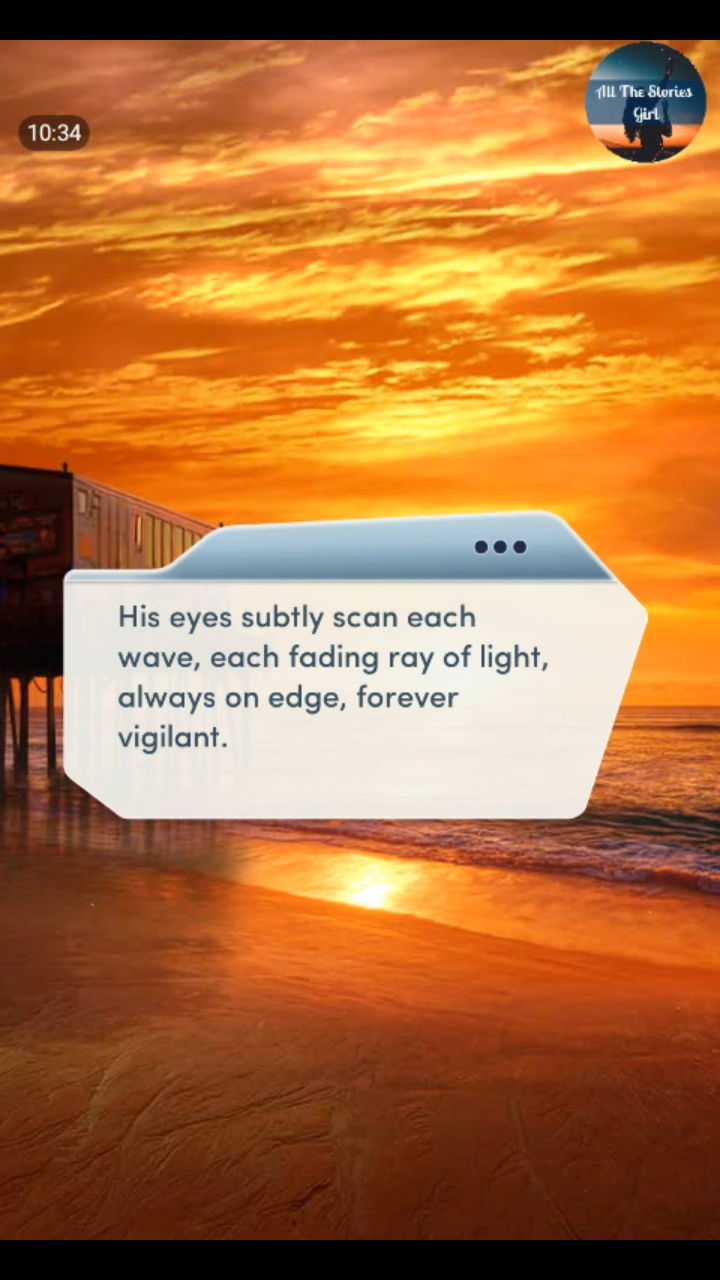 All The Stories
Girl
10:34
His eyes subtly scan each
wave, each fading ray of light,
always on edge, forever
vigilant.